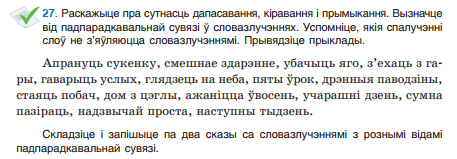 27. Раскажыце пра сутнасць дапасавання, кіравання і прымыкання. Вызначце
від падпарадкавальнай сувязі ў словазлучэннях. Успомніце, якія спалучэнні
слоў не з’яўляюцца словазлучэннямі. Прывядзіце прыклады.
Апрануць сукенку, смешнае здарэнне, убачыць яго, з’ехаць з га-
ры, гаварыць услых, глядзець на неба, пяты ўрок, дрэнныя паводзіны,
стаяць побач, дом з цэглы, ажаніцца ўвосень, учарашні дзень, сумна
пазіраць, надзвычай проста, наступны тыдзень.
Складзіце і запішыце па два сказы са словазлучэннямі з рознымі відамі
падпарадкавальнай сувязі.